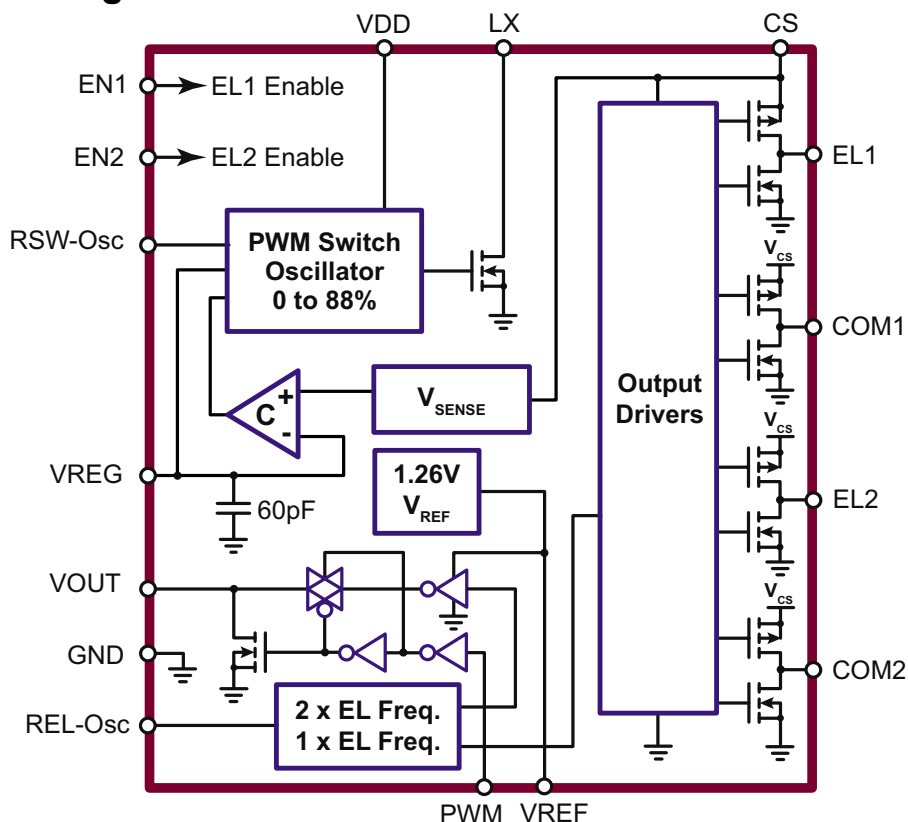 VDD
LX
CS
EN1
EL1 Enable
EN2
EL2 Enable
EL1
RSW-Osc
PWM Switch
Oscillator
0 to 88%
VCS
COM1
C
+
-
VSENSE
Output
Drivers
VCS
VREG
60pF
1.26V
VREF
EL2
VOUT
VCS
GND
COM2
REL-Osc
2 x EL Freq.
1 x EL Freq.
PWM
VREF